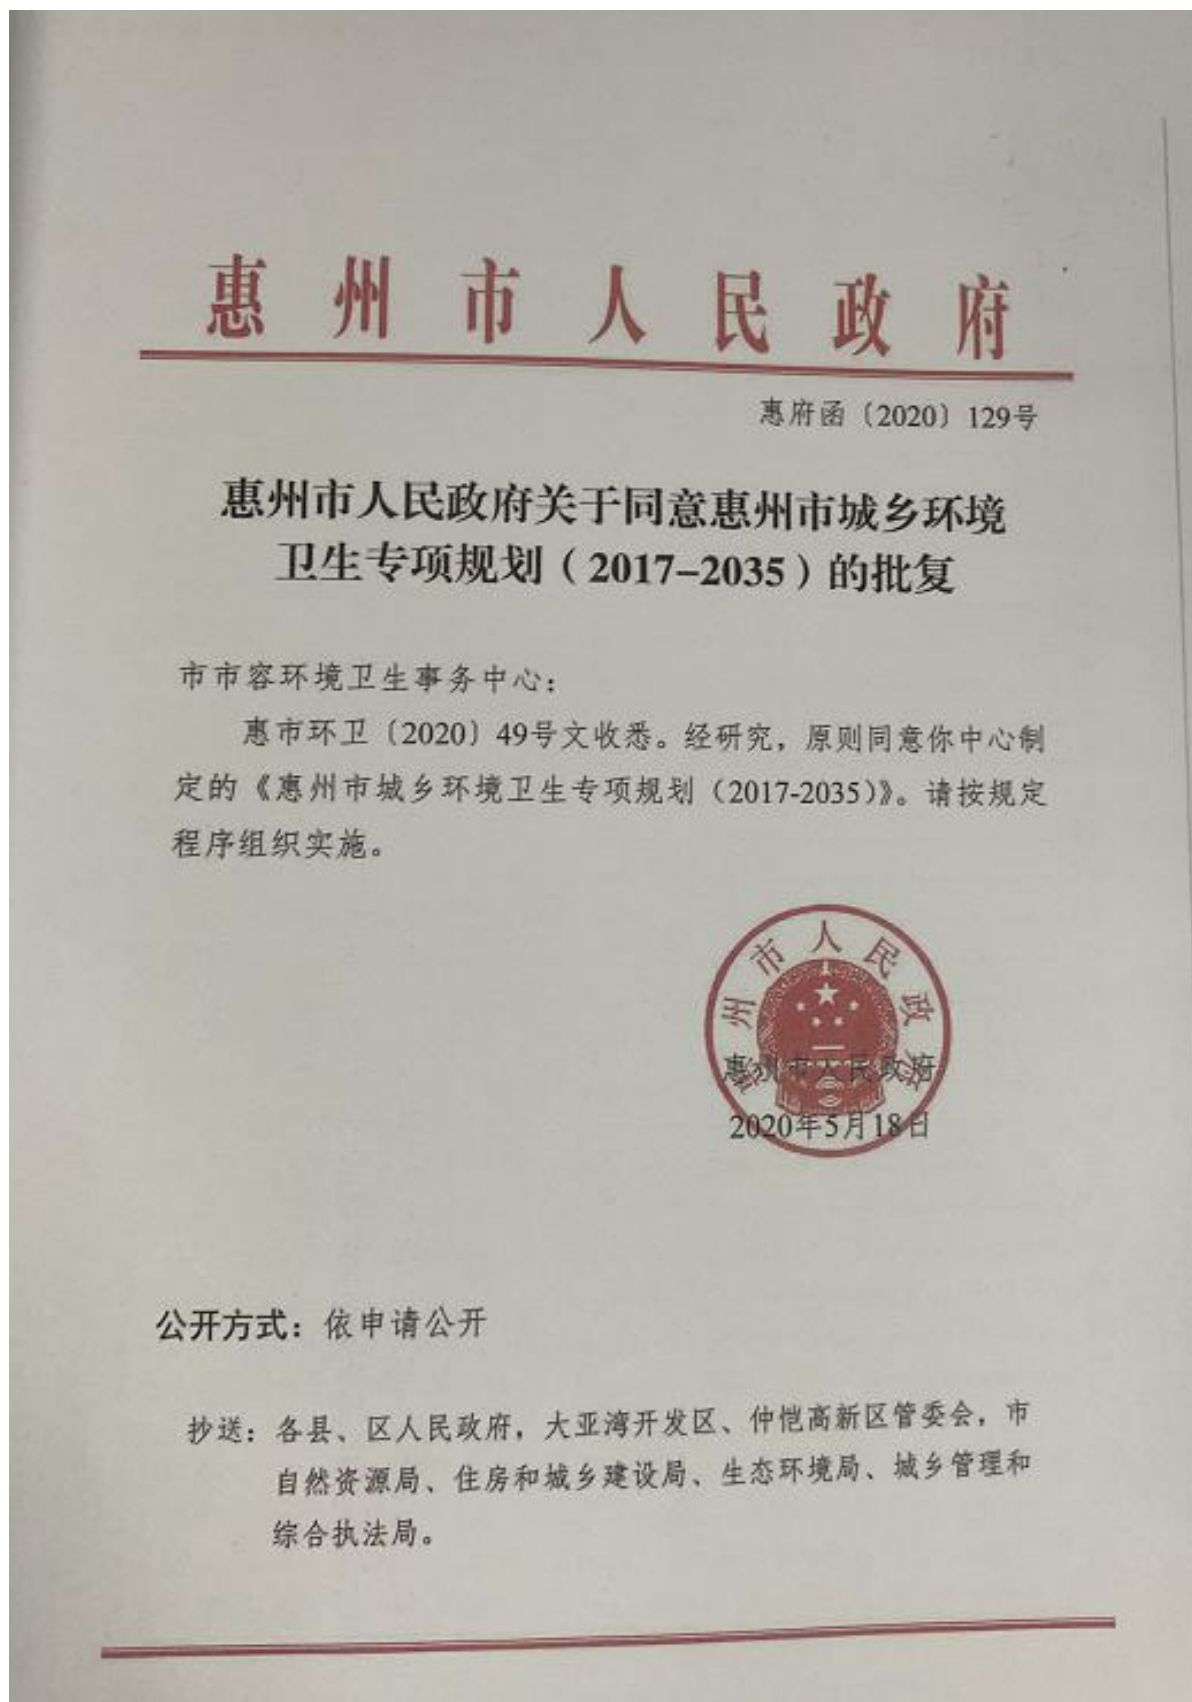 惠州市人民政府
惠府函〔2020〕129号
惠州市人民政府关于同意惠州市城乡环境
卫生专项规划（2017-2035）的批复
市市容环境卫生事务中心：
惠市环卫〔2020〕49号文收悉。经研究，原则同意你中心制
定的《惠州市城乡环境卫生专项规划（2017-2035）》。请按规定
程序组织实施。
惠州市人民政府
惠州市人民政府
2020年5月18日
公开方式：依申请公开
抄送：各县、区人民政府，大亚湾开发区、仲恺高新区管委会，市
自然资源局、住房和城乡建设局、生态环境局、城乡管理和
综合执法局。